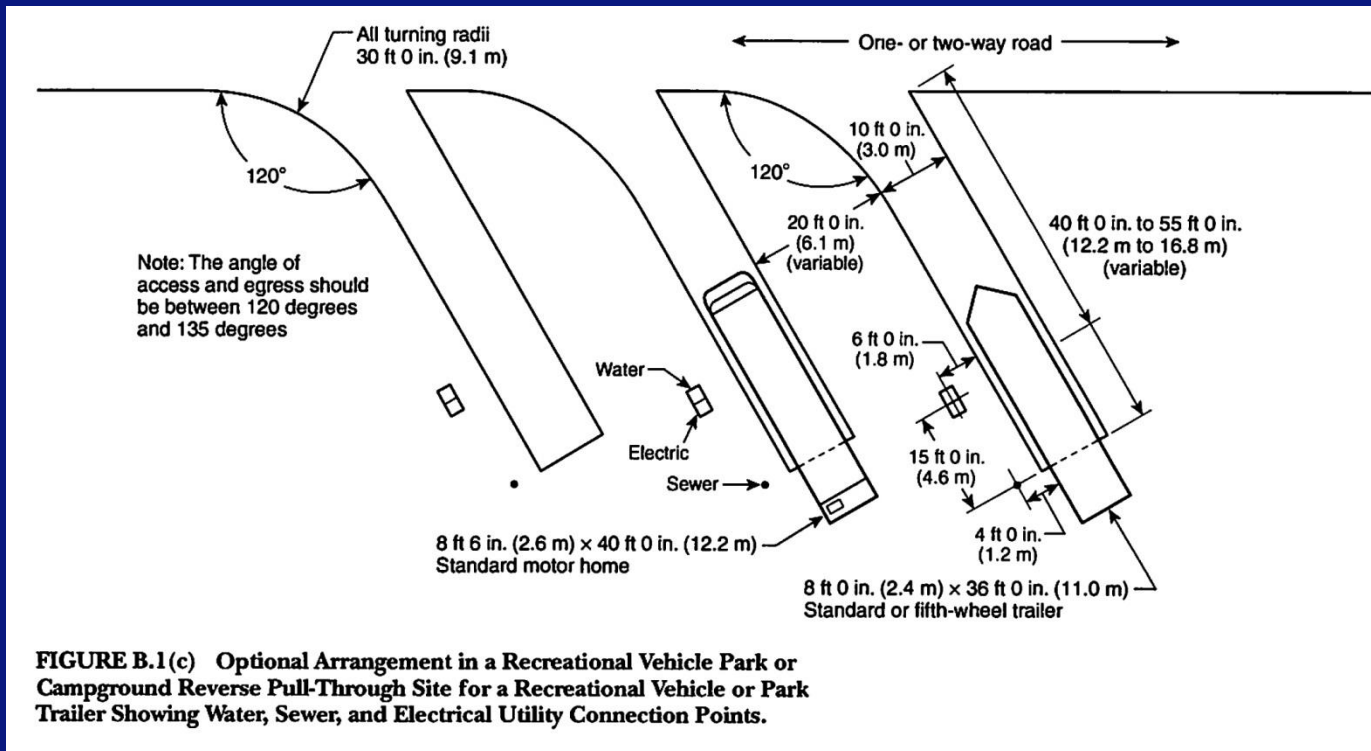 All turning radii
30 ft 0 in. (9.1 m)
One- or two-way road
120°
120°
10 ft 0 in.
(3.0 m)
20 ft 0 in.
(6.1 m)
(variable)
40 ft 0 in. to 55 ft 0 in.
(12.2 m to 16.8 m)
(variable)
Note: The angle of
access and egress should
be between 120 degrees
and 135 degrees
6 ft 0 in.
(1.8 m)
Water
Electric
Sewer
15 ft 0 in.
(4.6 m)
4 ft 0 in.
(1.2 m)
8 ft 6 in. (2.6 m) × 40 ft 0 in. (12.2 m)
Standard motor home
8 ft 0 in. (2.4 m) × 36 ft 0 in. (11.0 m)
Standard or fifth-wheel trailer
FIGURE B.1(c) Optional Arrangement in a Recreational Vehicle Park or
Campground Reverse Pull-Through Site for a Recreational Vehicle or Park
Trailer Showing Water, Sewer, and Electrical Utility Connection Points.